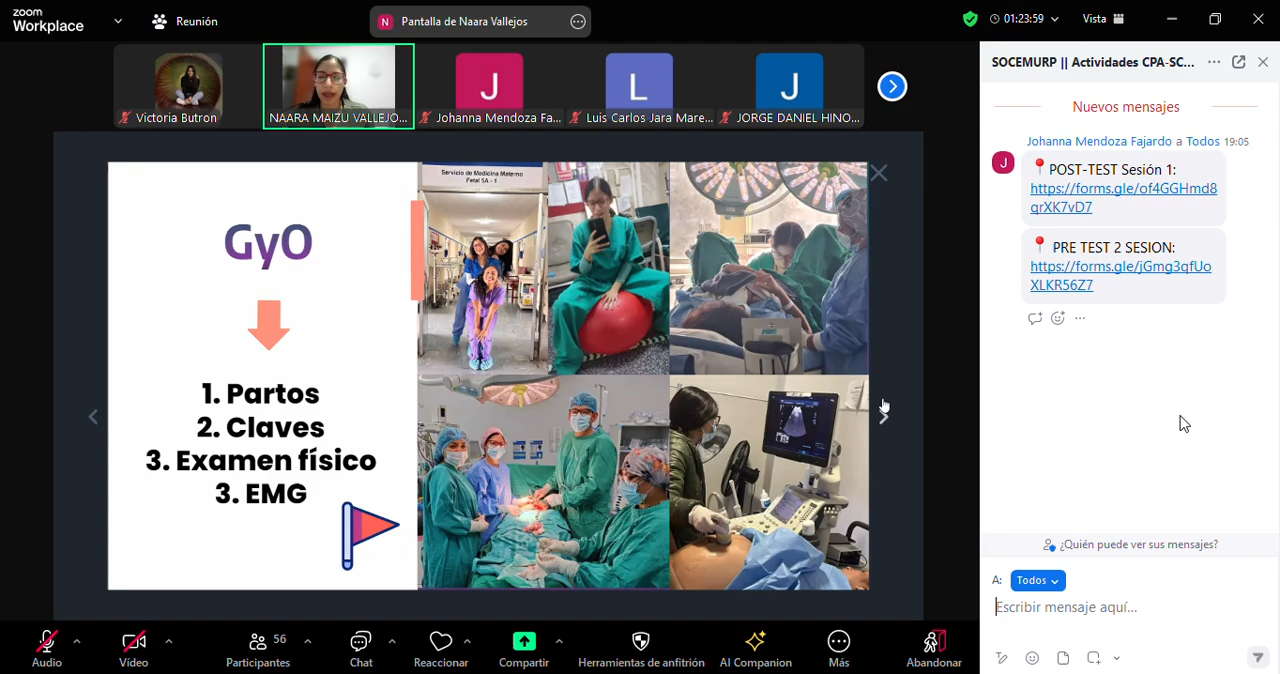 zoom
Workplace
Reunión
N Pantalla de Naara Vallejos
01:23:59
Vista
Victoria Butron
NAARA MAIZU VALLEJO...
J
Johanna Mendoza Fa...
L
Luis Carlos Jara Mare...
J
JORGE DANIEL HINO...
Servicio de Medicina Materno
Fetal 5A - I
GyO
1. Partos
2. Claves
3. Examen físico
3. EMG
SOCEMURP || Actividades CPA-SC...
Nuevos mensajes
Johanna Mendoza Fajardo a Todos 19:05
J
POST-TEST Sesión 1:
https://forms.gle/of4GGHmd8
qrXK7vD7
PRE TEST 2 SESION:
https://forms.gle/jGmg3qfUo
XLKR56Z7
¿Quién puede ver sus mensajes?
A: Todos
Escribir mensaje aquí...
Audio
Vídeo
56
Participantes
Chat
Reaccionar
Compartir
Herramientas de anfitrión
AI Companion
Más
Abandonar